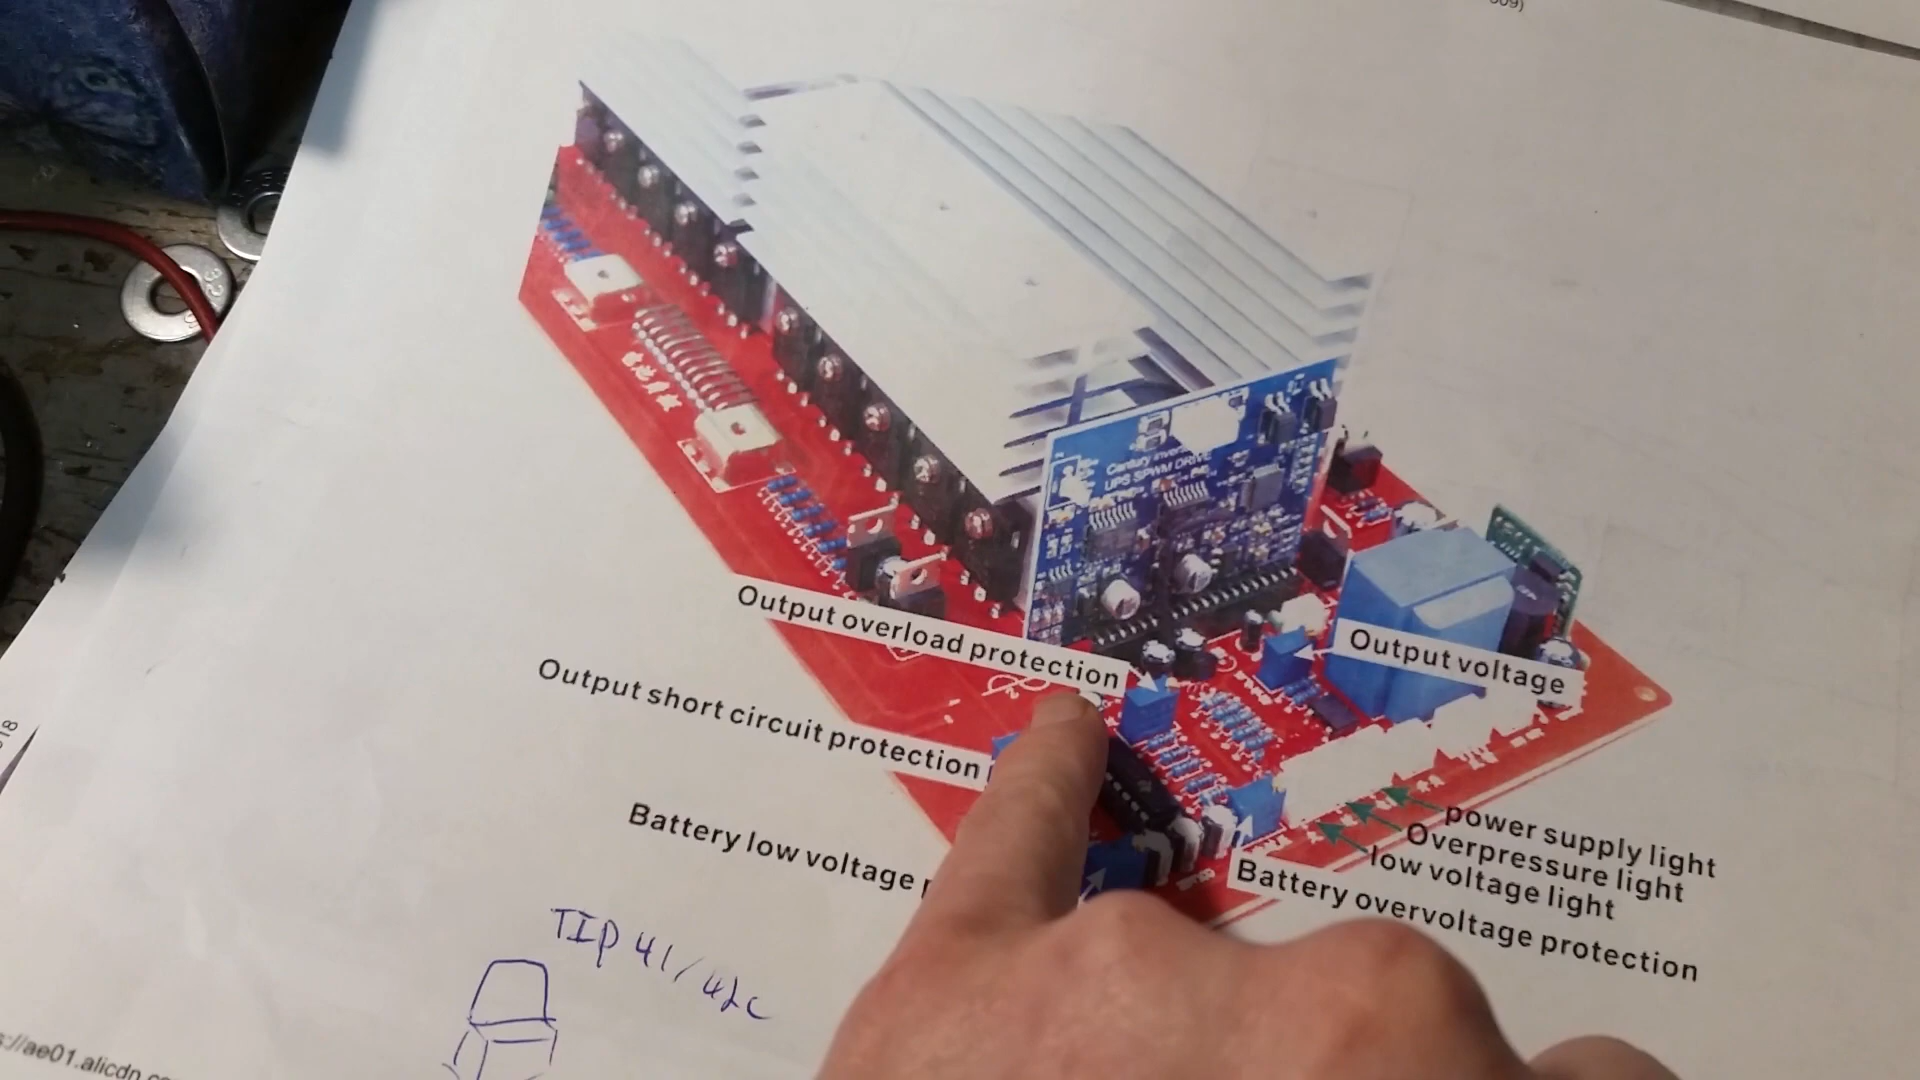 Century inver
UPS SPWM DRIVE
Output overload protection
Output voltage
Output short circuit protection
Battery low voltage
power supply light
Overpressure light
low voltage light
Battery overvoltage protection
TIP 41/42c
s://ae01.alicdn.c